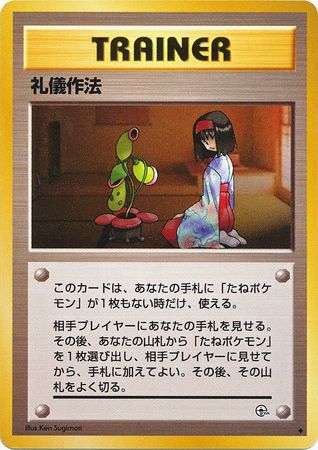 TRAINER
礼儀作法
このカードは、あなたの手札に「たねポケ
モン」が1枚もない時だけ、使える。
相手プレイヤーにあなたの手札を見せる。
その後、あなたの山札から「たねポケモン」
を1枚選び出し、相手プレイヤーに見せて
から、手札に加えてよい。その後、その山
札をよく切る。
Illus. Ken Sugimori